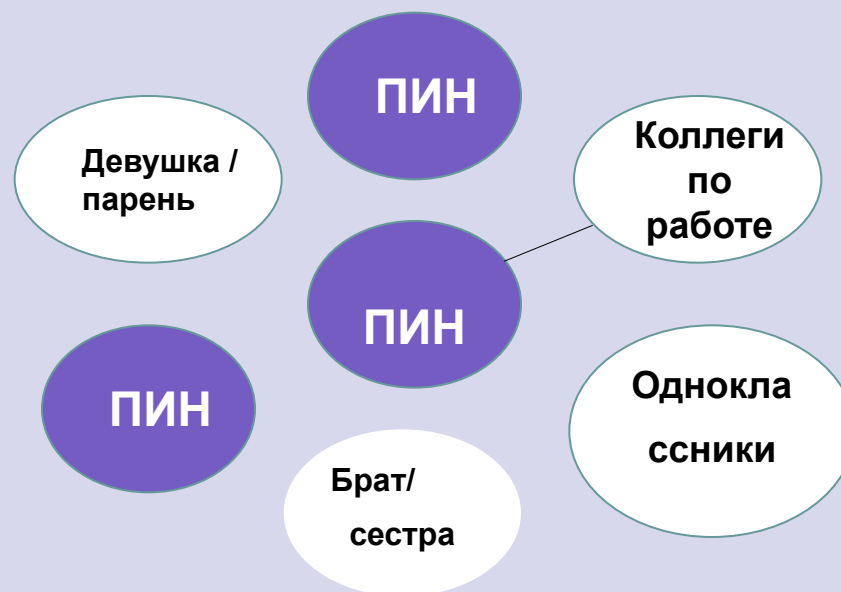 ПИН
Девушка /
парень
Коллеги
по
работе
ПИН
ПИН
Однокла
ссники
Брат/
сестра